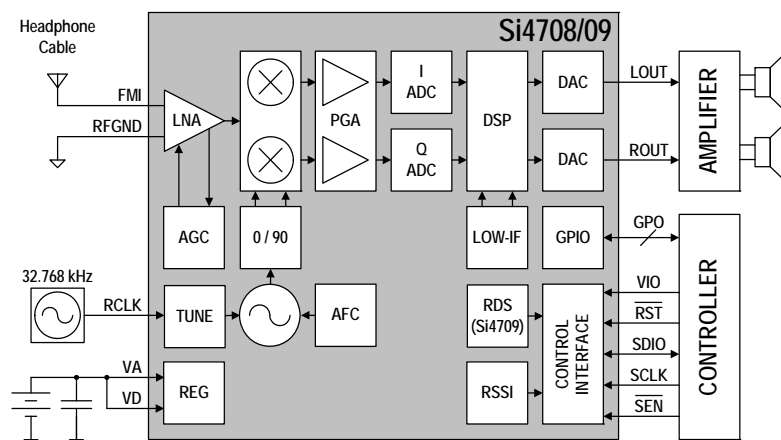 Si4708/09
Headphone
Cable
FMI
RFGND
LNA
PGA
I
ADC
Q
ADC
DSP
DAC
DAC
LOUT
ROUT
AMPLIFIER
AGC
0 / 90
LOW-IF
GPIO
GPO
32.768 kHz
RCLK
TUNE
AFC
RDS
(Si4709)
RSSI
CONTROL
INTERFACE
VIO
RST
SDIO
SCLK
SEN
CONTROLLER
VA
VD
REG